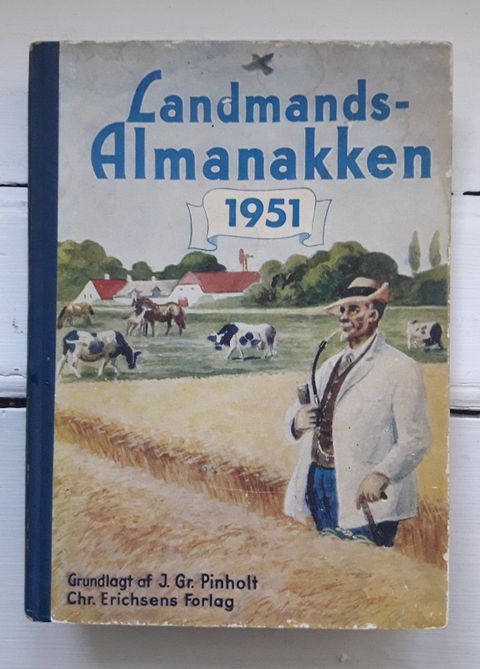 Landmands-
Almanakken
1951
Grundlagt af J. Gr. Pinholt
Chr. Erichsens Forlag